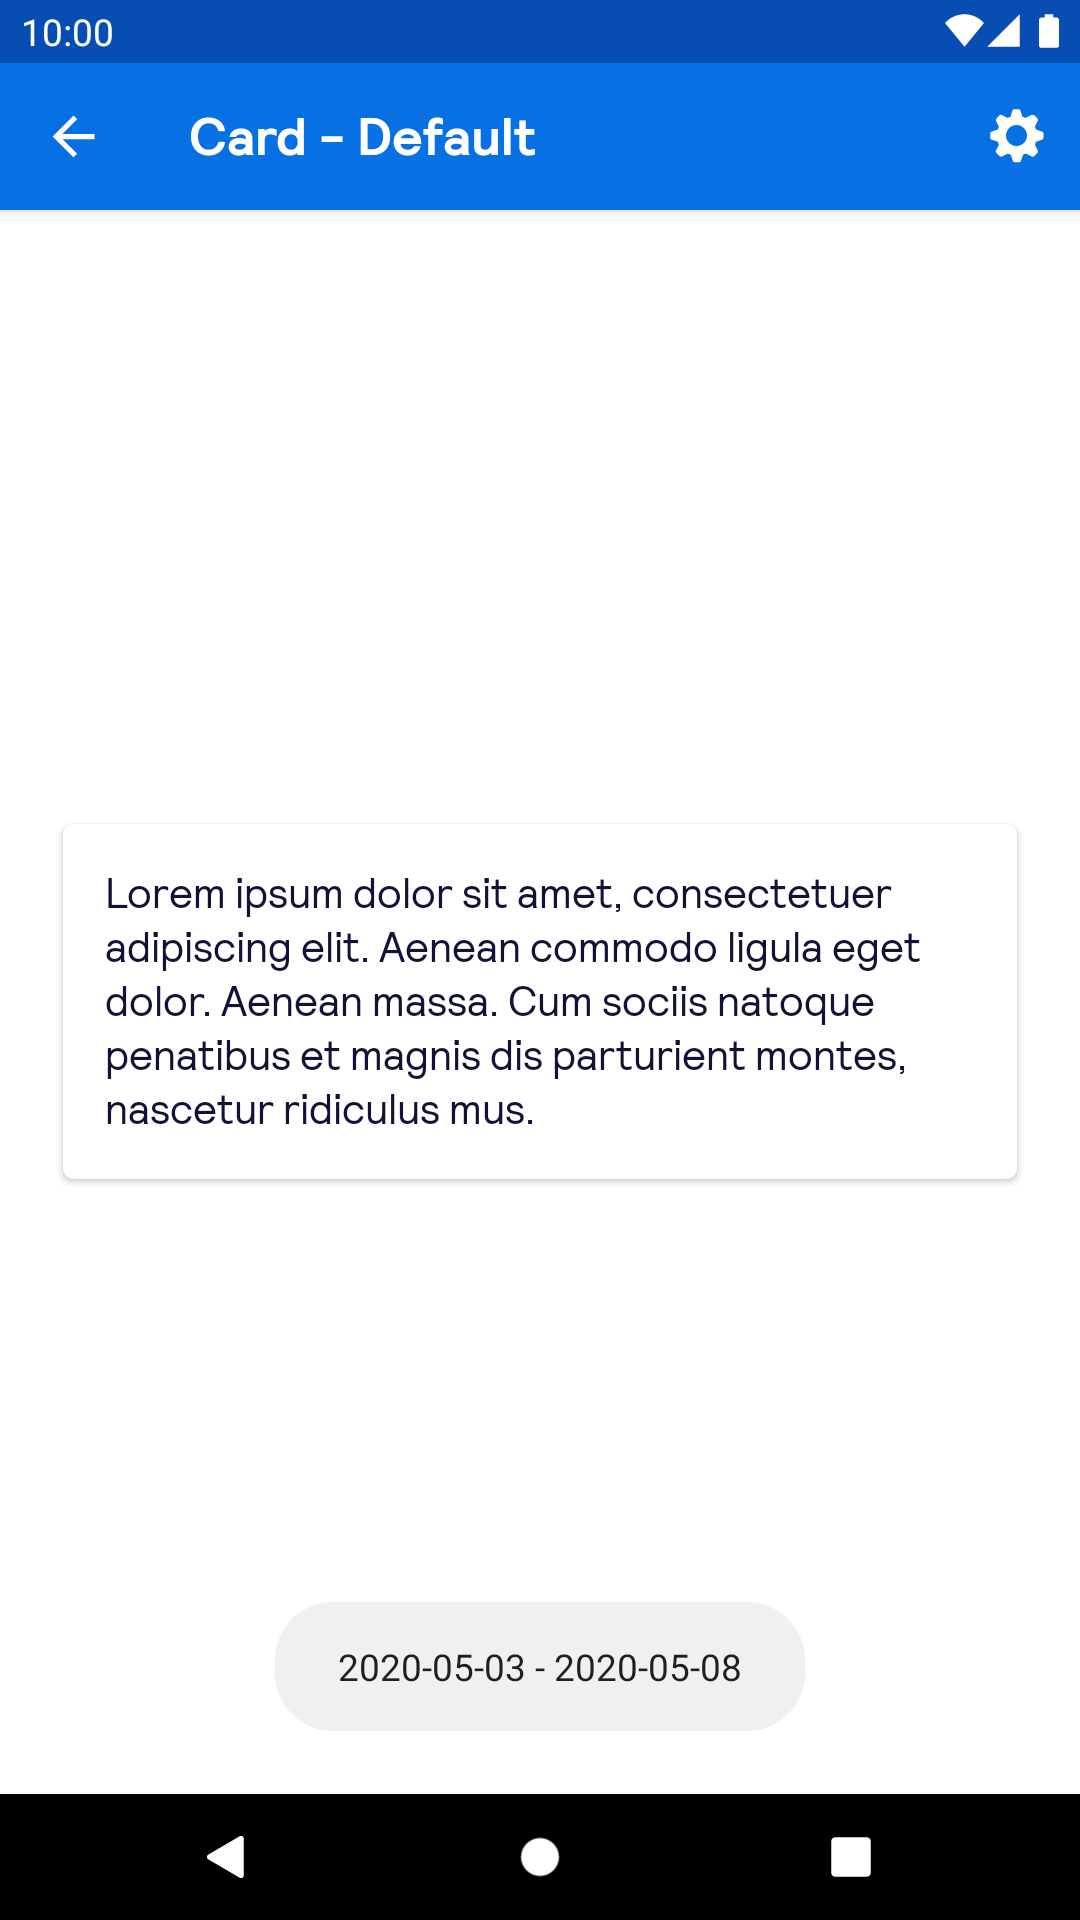 10:00
Card - Default
Lorem ipsum dolor sit amet, consectetuer
adipiscing elit. Aenean commodo ligula eget
dolor. Aenean massa. Cum sociis natoque
penatibus et magnis dis parturient montes,
nascetur ridiculus mus.
2020-05-03 - 2020-05-08